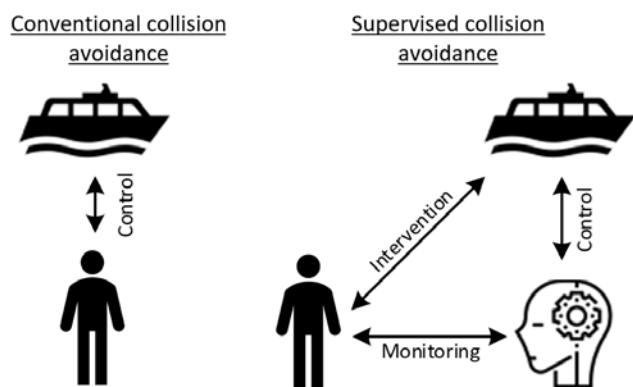 Conventional collision
avoidance
Supervised collision
avoidance
Control
Intervention
Control
Monitoring